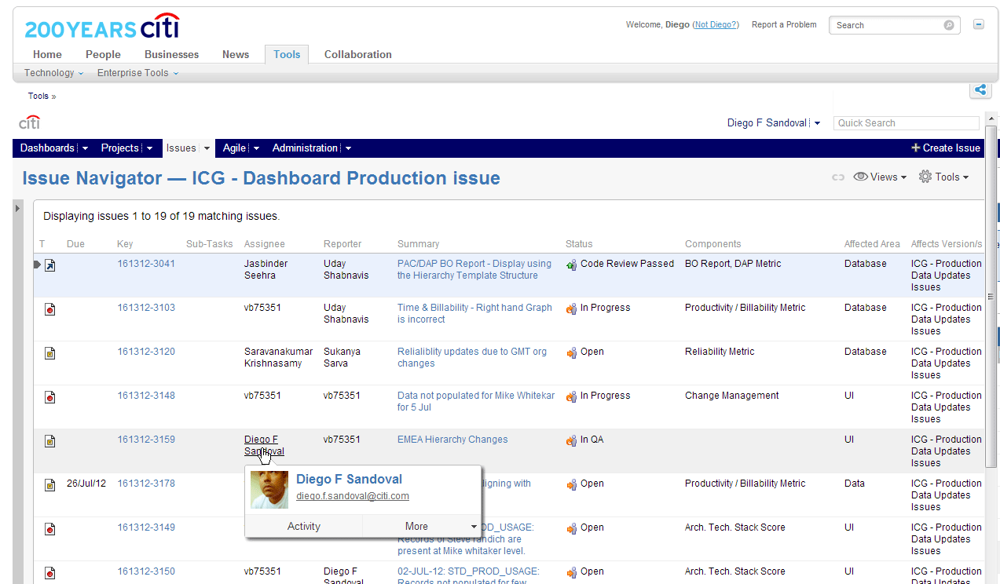 200YEARS citi
Welcome, Diego (Not Diego?) Report a Problem Search
Home People Businesses News Tools Collaboration
Technology Enterprise Tools
Tools »
citi
Diego F Sandoval Quick Search
Dashboards Projects Issues Agile Administration + Create Issue
Issue Navigator — ICG - Dashboard Production issue
Views Tools
Displaying issues 1 to 19 of 19 matching issues.
T Due Key Sub-Tasks Assignee Reporter Summary Status Components Affected Area Affects Version/s
161312-3041 Jasbinder Uday PAC/DAP BO Report - Display using Code Review Passed BO Report, DAP Metric Database ICG - Production
Seehra Shabnavis the Hierarchy Template Structure Data Updates
Issues
161312-3103 vb75351 Uday Time & Billability - Right hand Graph In Progress Productivity / Billability Metric Database ICG - Production
Shabnavis is incorrect Data Updates
Issues
161312-3120 Saravanakumar Sukanya Relialiblity updates due to GMT org Open Reliability Metric Database ICG - Production
Krishnasamy Sarva changes Data Updates
Issues
161312-3148 vb75351 vb75351 Data not populated for Mike Whitekar In Progress Change Management UI ICG - Production
for 5 Jul Data Updates
Issues
161312-3159 Diego F vb75351 EMEA Hierarchy Changes In QA UI ICG - Production
Sandoval Data Updates
Issues
Diego F Sandoval
diego.f.sandoval@citi.com
Activity More
26/Jul/12 161312-3178 ligning with Open Productivity / Billability Metric Data ICG - Production
Data Updates
Issues
161312-3149 OD_USAGE: Open Arch. Tech. Stack Score UI ICG - Production
Records of Steve randich are Data Updates
present at Mike whitaker level. Issues
161312-3150 vb75351 Diego F 02-JUL-12: STD_PROD_USAGE: Open Arch. Tech. Stack Score UI ICG - Production
Sandoval Records not populated for few Data Updates